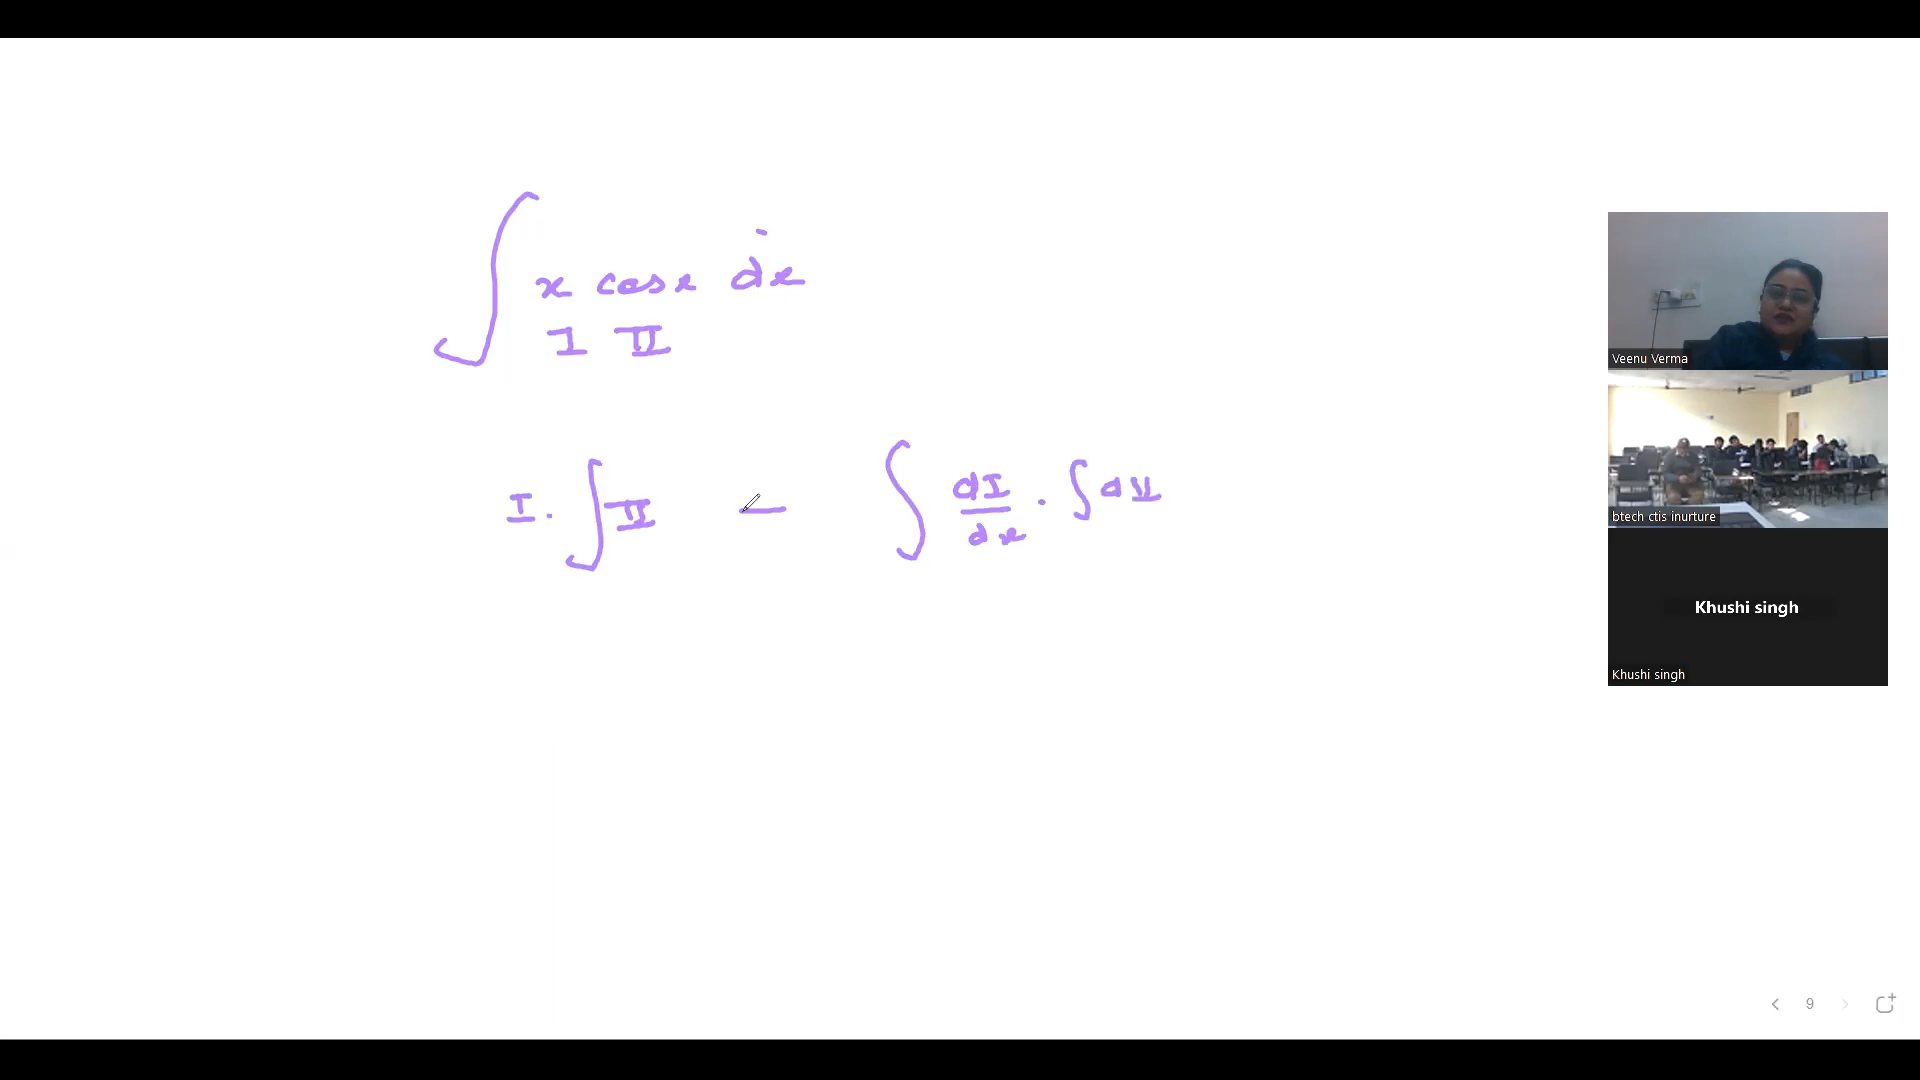 ∫ x cosx dx
I II
I. ∫ II - ∫ dI/dx . ∫ dII
Veenu Verma
btech ctis inurture
Khushi singh
Khushi singh
9